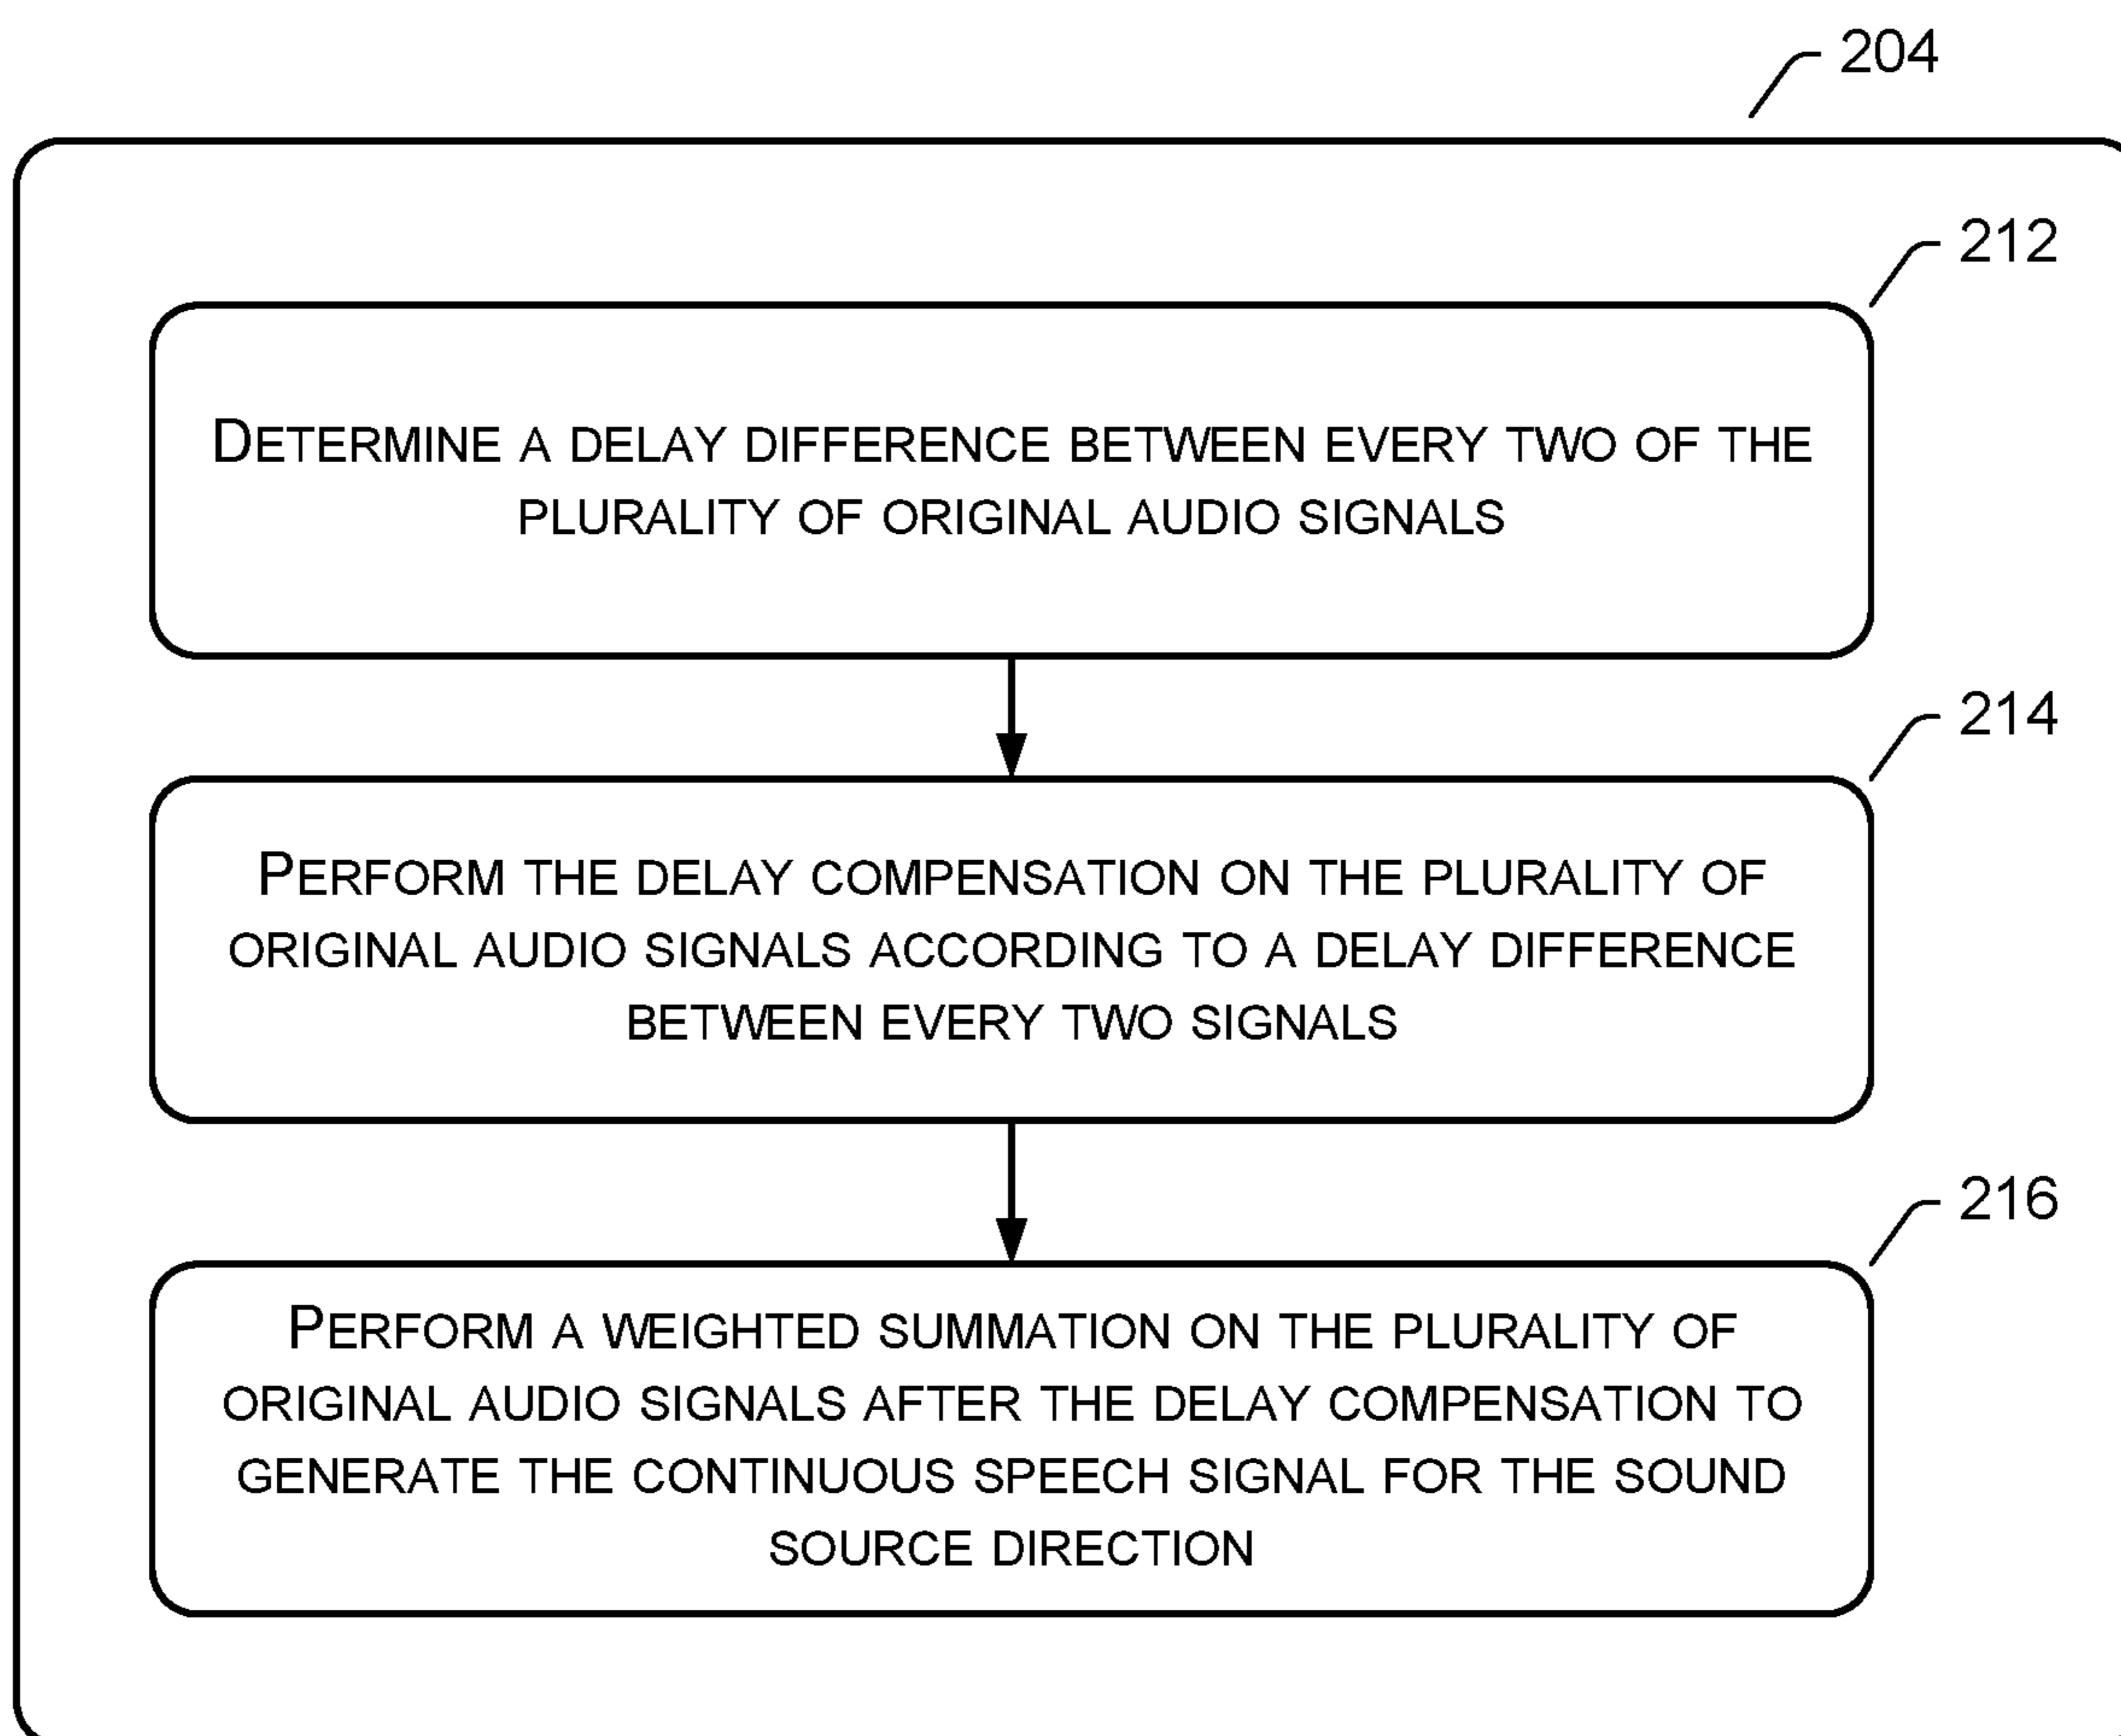 204
212
DETERMINE A DELAY DIFFERENCE BETWEEN EVERY TWO OF THE
PLURALITY OF ORIGINAL AUDIO SIGNALS
214
PERFORM THE DELAY COMPENSATION ON THE PLURALITY OF
ORIGINAL AUDIO SIGNALS ACCORDING TO A DELAY DIFFERENCE
BETWEEN EVERY TWO SIGNALS
216
PERFORM A WEIGHTED SUMMATION ON THE PLURALITY OF
ORIGINAL AUDIO SIGNALS AFTER THE DELAY COMPENSATION TO
GENERATE THE CONTINUOUS SPEECH SIGNAL FOR THE SOUND
SOURCE DIRECTION